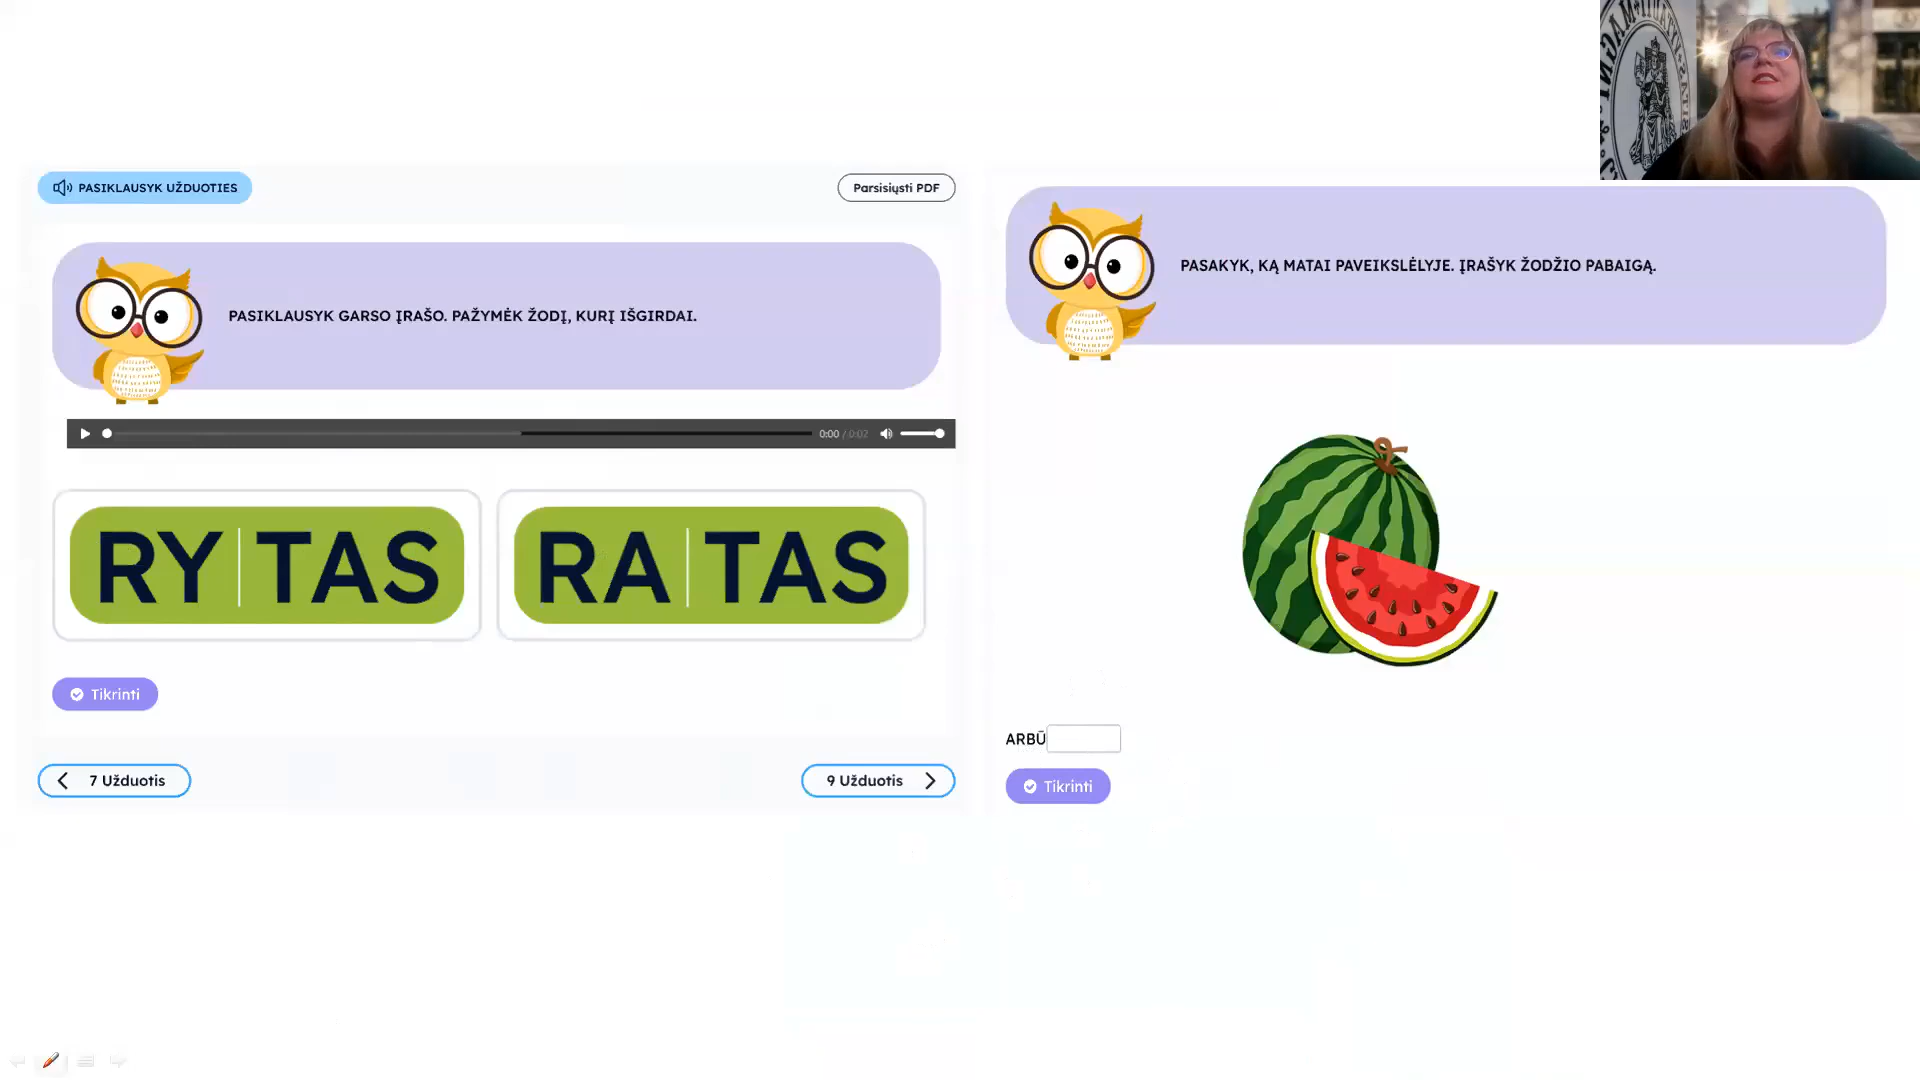 PASIKLAUSYK UŽDUOTIES
Parsisiųsti PDF
PASIKLAUSYK GARSO ĮRAŠO. PAŽYMĖK ŽODĮ, KURĮ IŠGIRDAI.
0:00 / 0:02
RY|TAS
RA|TAS
Tikrinti
7 Užduotis
9 Užduotis
PASAKYK, KĄ MATAI PAVEIKSLĖLYJE. ĮRAŠYK ŽODŽIO PABAIGĄ.
ARBŪ
Tikrinti